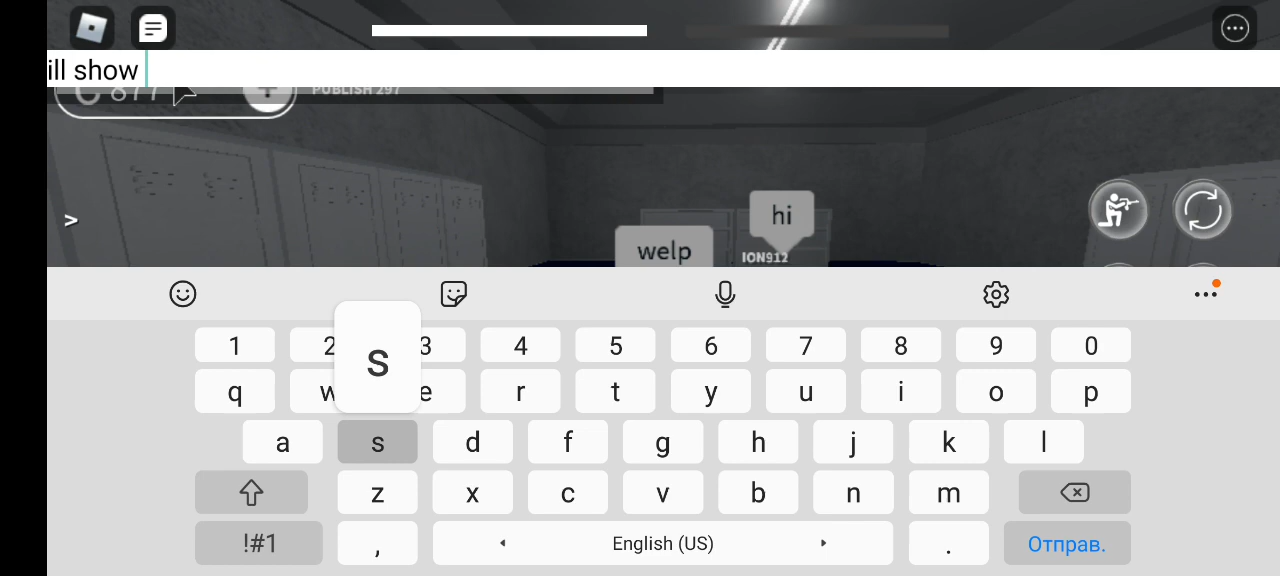 ill show
PUBLISH 297
>
hi
welp
ION912
s
1 2 3 4 5 6 7 8 9 0
q w e r t y u i o p
a s d f g h j k l
z x c v b n m
!#1 , English (US) . Отправ.